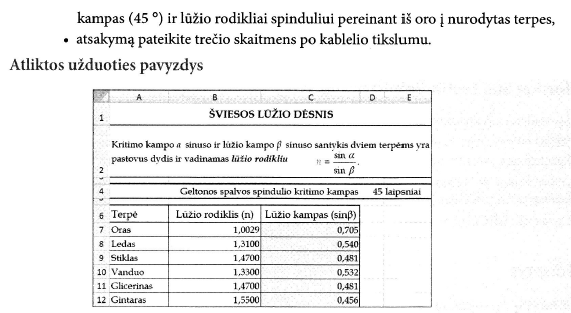 kampas (45 °) ir lūžio rodikliai spinduliui pereinant iš oro į nurodytas terpes,
• atsakymą pateikite trečio skaitmens po kablelio tikslumu.
Atliktos užduoties pavyzdys
A B C D E
1 ŠVIESOS LŪŽIO DĖSNIS
Kritimo kampo α sinuso ir lūžio kampo β sinuso santykis dviem terpėms yra
2 pastovus dydis ir vadinamas lūžio rodikliu n = sin α / sin β .
4 Geltonos spalvos spindulio kritimo kampas 45 laipsniai
6 Terpė Lūžio rodiklis (n) Lūžio kampas (sinβ)
7 Oras 1,0029 0,705
8 Ledas 1,3100 0,540
9 Stiklas 1,4700 0,481
10 Vanduo 1,3300 0,532
11 Glicerinas 1,4700 0,481
12 Gintaras 1,5500 0,456